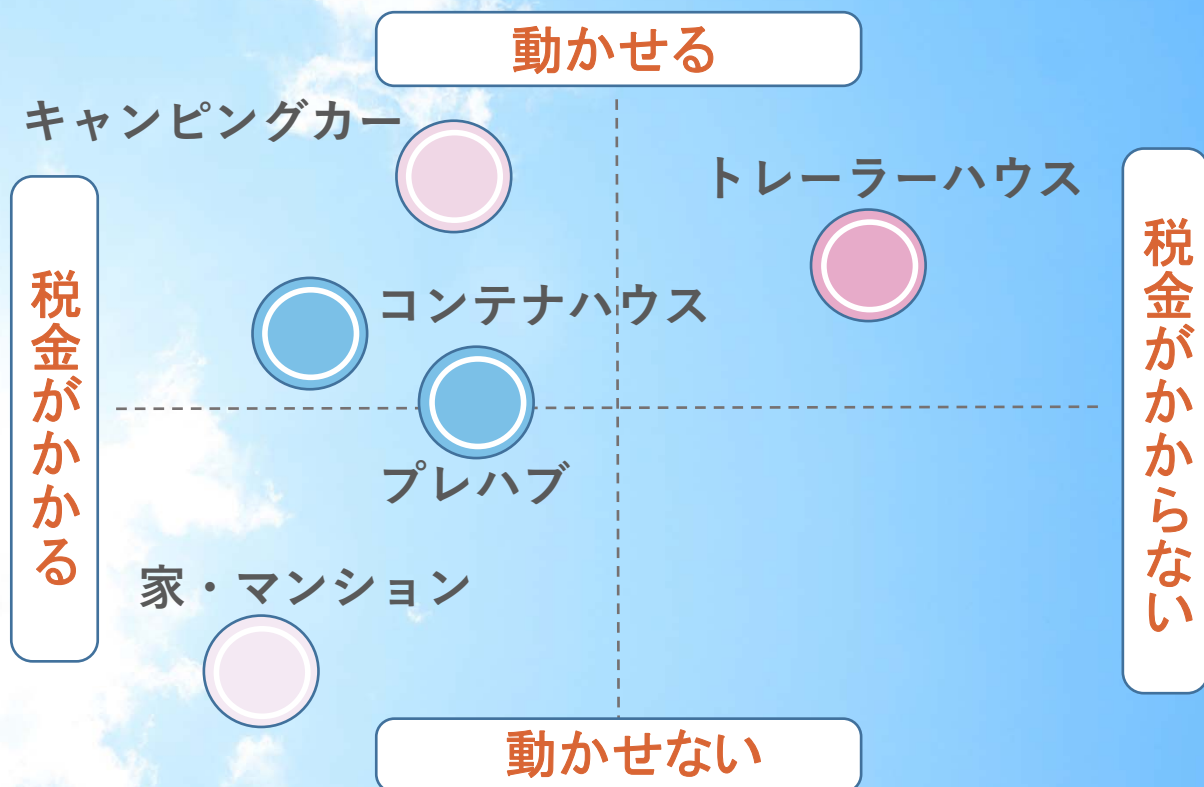 動かせる
キャンピングカー
トレーラーハウス
税金がかかる
税金がかからない
コンテナハウス
プレハブ
家・マンション
動かせない